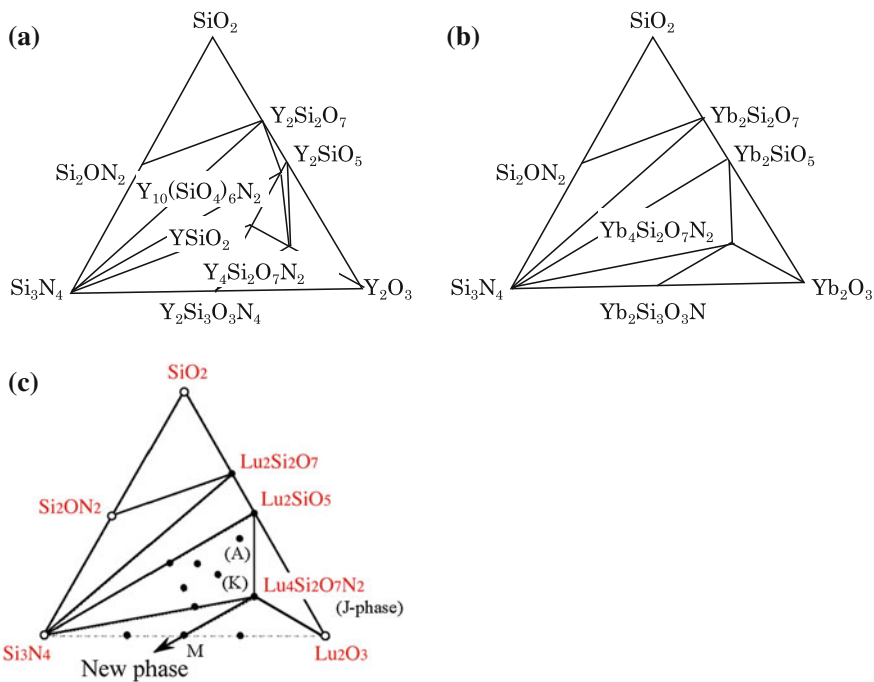 (a)
SiO₂
Y₂Si₂O₇
Y₂SiO₅
Si₂ON₂
Y₁₀(SiO₄)₆N₂
YSiO₂
Y₄Si₂O₇N₂
Si₃N₄
Y₂O₃
Y₂Si₃O₃N₄
(b)
SiO₂
Yb₂Si₂O₇
Yb₂SiO₅
Si₂ON₂
Yb₄Si₂O₇N₂
Si₃N₄
Yb₂O₃
Yb₂Si₃O₃N
(c)
SiO₂
Lu₂Si₂O₇
Lu₂SiO₅
Si₂ON₂
(A)
(K)
Lu₄Si₂O₇N₂
(J-phase)
M
Si₃N₄
Lu₂O₃
New phase